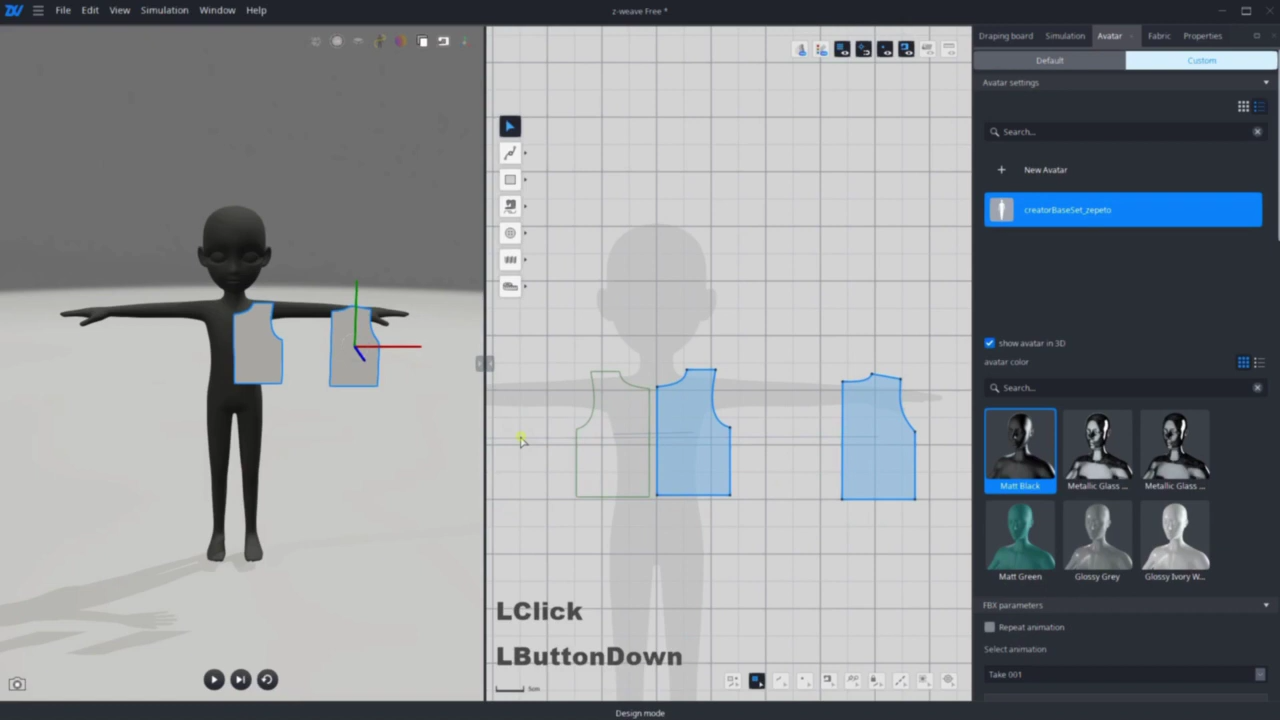 File Edit View Simulation Window Help
z-weave Free *
Draping board Simulation Avatar Fabric Properties
Default Custom
Avatar settings
Search...
New Avatar
creatorBaseSet_zepeto
show avatar in 3D
avatar color
Search...
Matt Black Metallic Glass ... Metallic Glass ...
Matt Green Glossy Grey Glossy Ivory W...
FBX parameters
Repeat animation
Select animation
Take 001
LClick
LButtonDown
5cm
Design mode